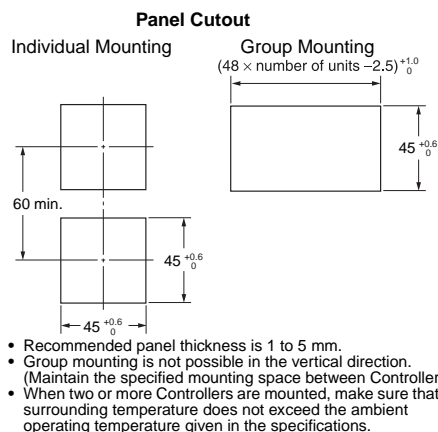 Panel Cutout
Individual Mounting
Group Mounting
(48 × number of units –2.5) +1.0 0
45 +0.6 0
60 min.
45 +0.6 0
45 +0.6 0
• Recommended panel thickness is 1 to 5 mm.
• Group mounting is not possible in the vertical direction.
(Maintain the specified mounting space between Controller
• When two or more Controllers are mounted, make sure that
surrounding temperature does not exceed the ambient
operating temperature given in the specifications.